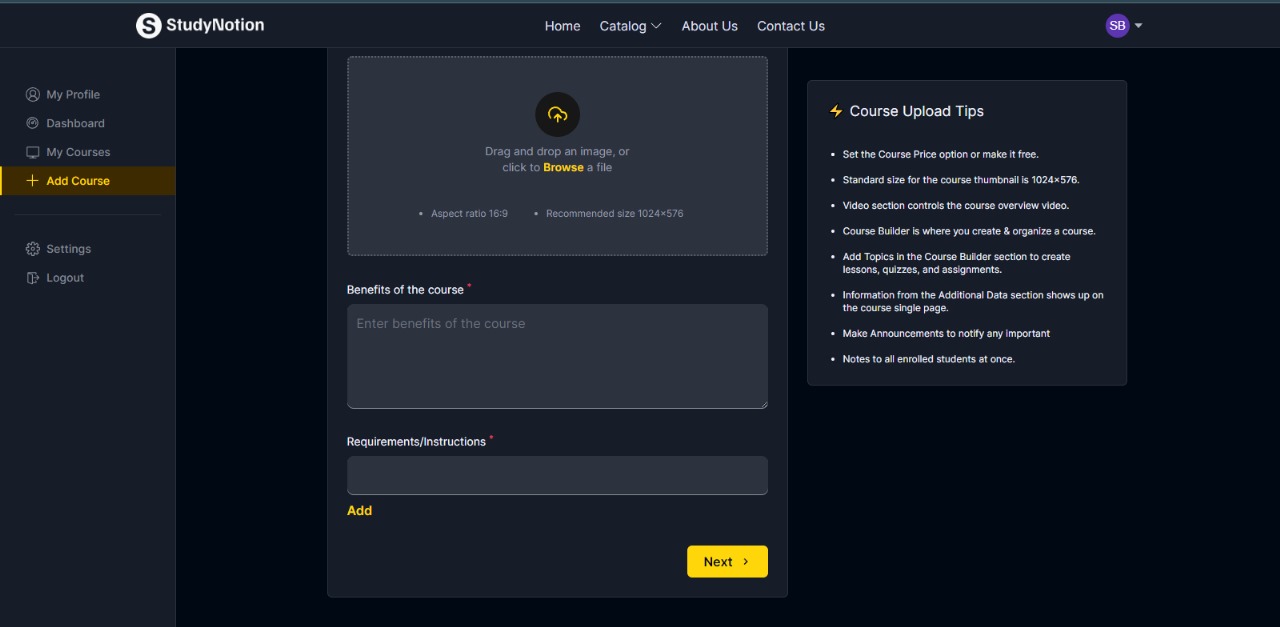 StudyNotion
Home Catalog About Us Contact Us
SB
My Profile
Dashboard
My Courses
Add Course
Settings
Logout
Drag and drop an image, or
click to Browse a file
• Aspect ratio 16:9 • Recommended size 1024×576
Benefits of the course *
Enter benefits of the course
Requirements/Instructions *
Add
Next
Course Upload Tips
• Set the Course Price option or make it free.
• Standard size for the course thumbnail is 1024×576.
• Video section controls the course overview video.
• Course Builder is where you create & organize a course.
• Add Topics in the Course Builder section to create
lessons, quizzes, and assignments.
• Information from the Additional Data section shows up on
the course single page.
• Make Announcements to notify any important
• Notes to all enrolled students at once.